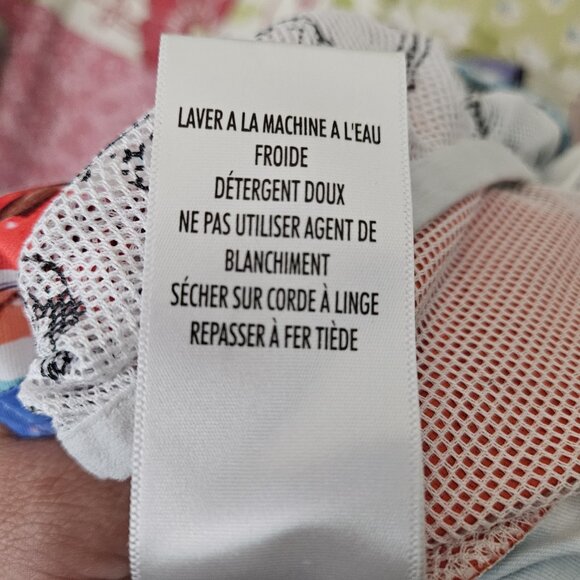 LAVER A LA MACHINE A L'EAU
FROIDE
DÉTERGENT DOUX
NE PAS UTILISER AGENT DE
BLANCHIMENT
SÉCHER SUR CORDE À LINGE
REPASSER À FER TIÈDE